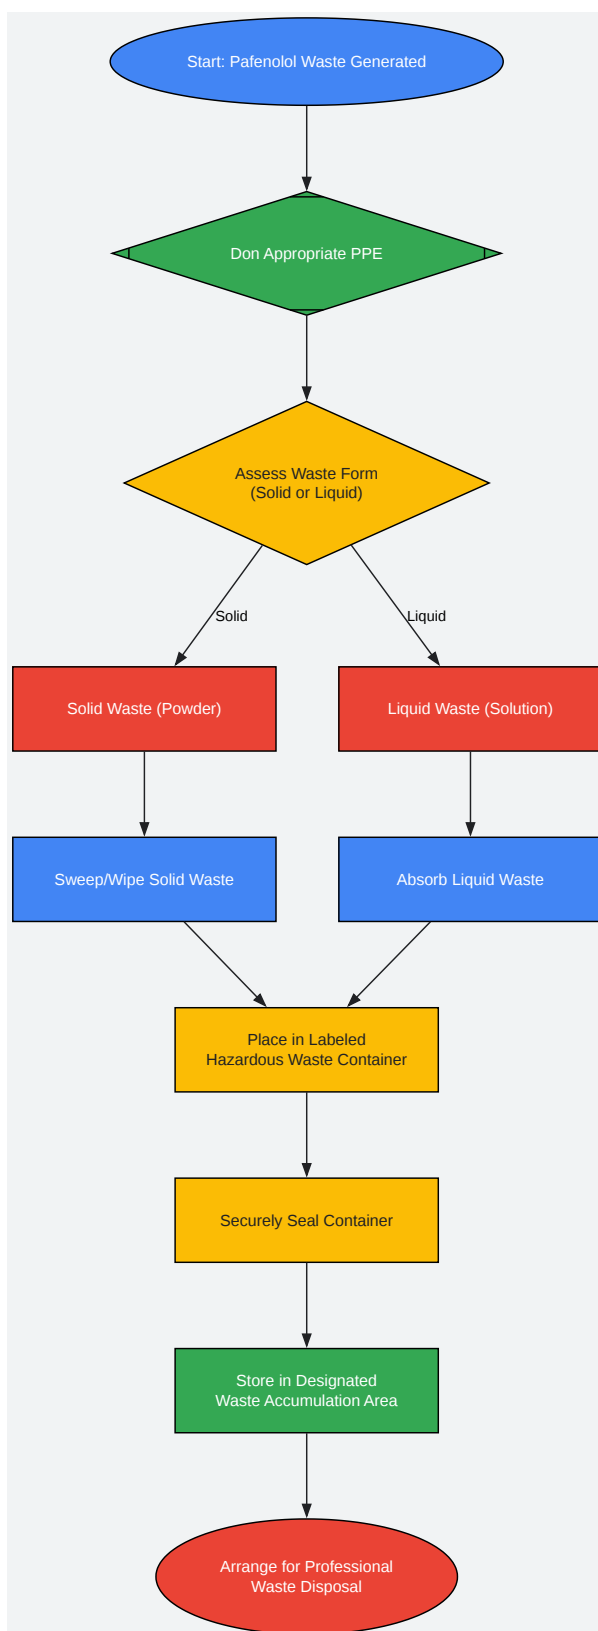 Start: Pafenolol Waste Generated
Don Appropriate PPE
Assess Waste Form
(Solid or Liquid)
Solid
Liquid
Solid Waste (Powder)
Liquid Waste (Solution)
Sweep/Wipe Solid Waste
Absorb Liquid Waste
Place in Labeled
Hazardous Waste Container
Securely Seal Container
Store in Designated
Waste Accumulation Area
Arrange for Professional
Waste Disposal